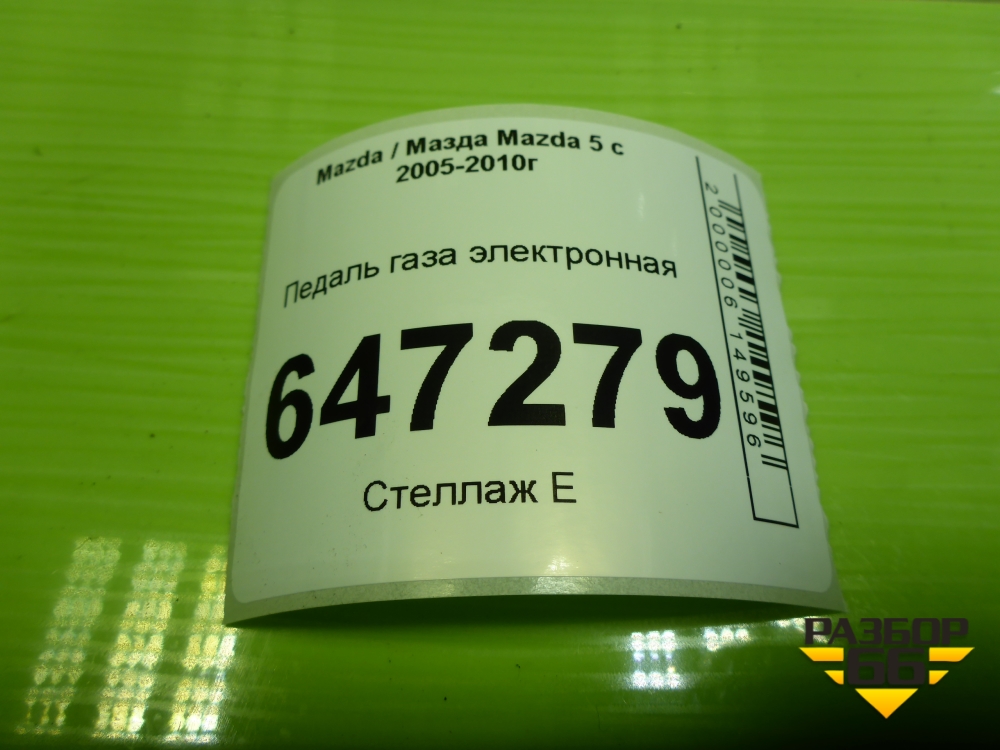 Mazda / Мазда Mazda 5 с
2005-2010г
Педаль газа электронная
647279
Стеллаж Е
2000006149596
РАЗБОР
66